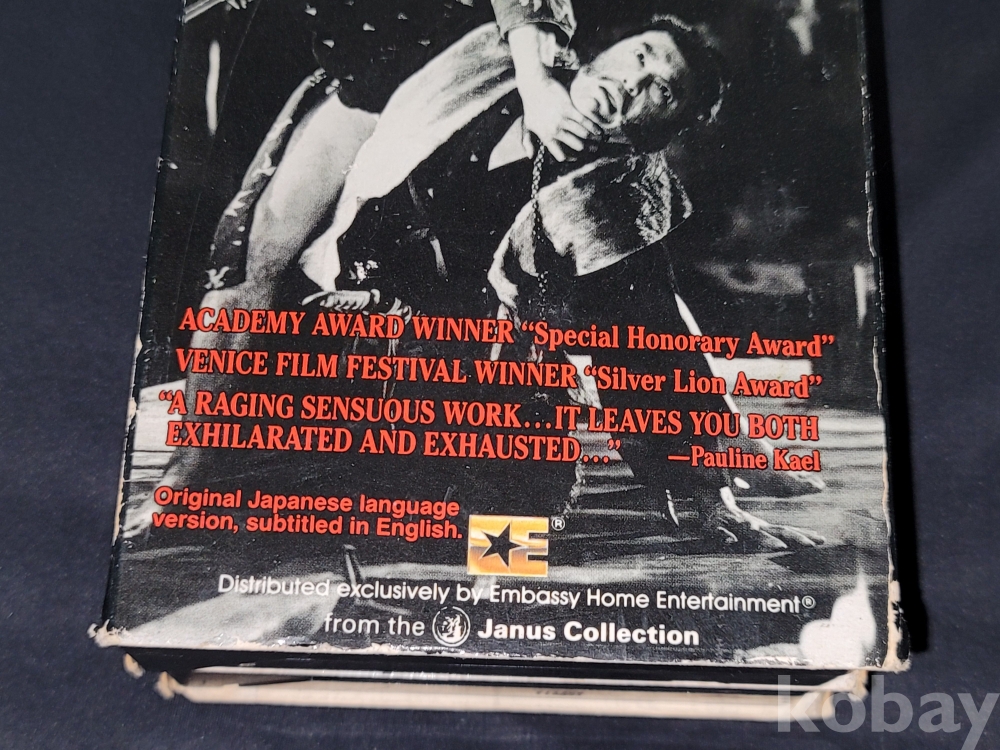 ACADEMY AWARD WINNER “Special Honorary Award”
VENICE FILM FESTIVAL WINNER “Silver Lion Award”
“A RAGING SENSUOUS WORK...IT LEAVES YOU BOTH
EXHILARATED AND EXHAUSTED...”
—Pauline Kael
Original Japanese language
version, subtitled in English.
E®
Distributed exclusively by Embassy Home Entertainment®
from the Janus Collection
kobay